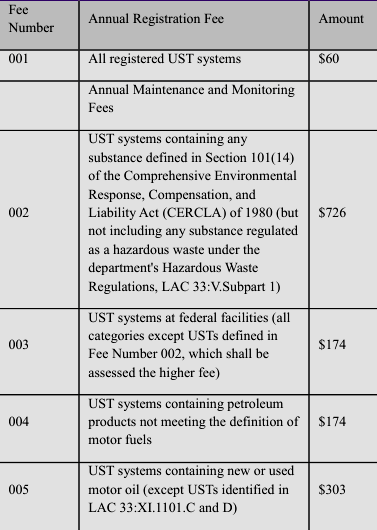 Fee
Number
Annual Registration Fee
Amount
001
All registered UST systems
$60
Annual Maintenance and Monitoring
Fees
002
UST systems containing any
substance defined in Section 101(14)
of the Comprehensive Environmental
Response, Compensation, and
Liability Act (CERCLA) of 1980 (but
not including any substance regulated
as a hazardous waste under the
department's Hazardous Waste
Regulations, LAC 33:V.Subpart 1)
$726
003
UST systems at federal facilities (all
categories except USTs defined in
Fee Number 002, which shall be
assessed the higher fee)
$174
004
UST systems containing petroleum
products not meeting the definition of
motor fuels
$174
005
UST systems containing new or used
motor oil (except USTs identified in
LAC 33:XI.1101.C and D)
$303